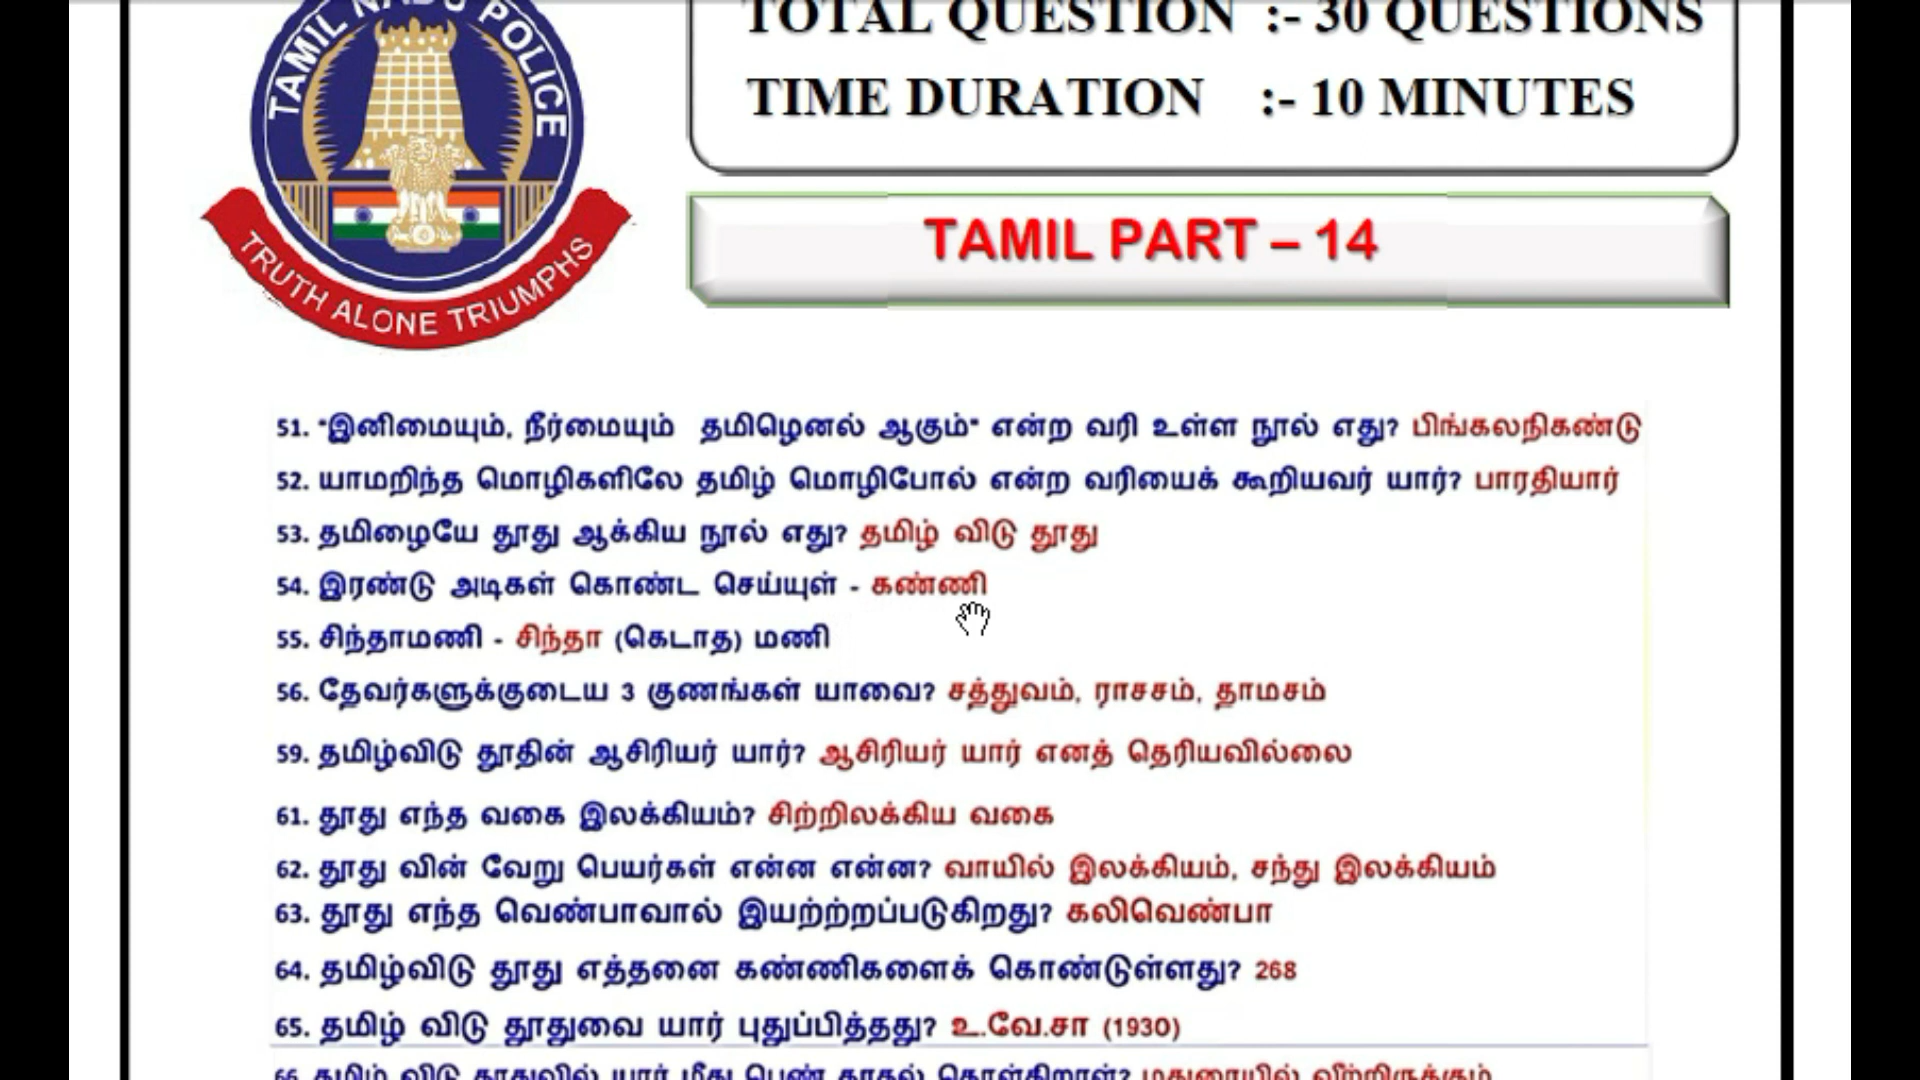 TAMIL NADU POLICE
TRUTH ALONE TRIUMPHS
TOTAL QUESTION :- 30 QUESTIONS
TIME DURATION :- 10 MINUTES
TAMIL PART – 14
51. "இனிமையும், நீர்மையும் தமிழெனல் ஆகும்" என்ற வரி உள்ள நூல் எது? பிங்கலநிகண்டு
52. யாமறிந்த மொழிகளிலே தமிழ் மொழிபோல் என்ற வரியைக் கூறியவர் யார்? பாரதியார்
53. தமிழையே தூது ஆக்கிய நூல் எது? தமிழ் விடு தூது
54. இரண்டு அடிகள் கொண்ட செய்யுள் - கண்ணி
55. சிந்தாமணி - சிந்தா (கெடாத) மணி
56. தேவர்களுக்குடைய 3 குணங்கள் யாவை? சத்துவம், ராசசம், தாமசம்
59. தமிழ்விடு தூதின் ஆசிரியர் யார்? ஆசிரியர் யார் எனத் தெரியவில்லை
61. தூது எந்த வகை இலக்கியம்? சிற்றிலக்கிய வகை
62. தூது வின் வேறு பெயர்கள் என்ன என்ன? வாயில் இலக்கியம், சந்து இலக்கியம்
63. தூது எந்த வெண்பாவால் இயற்ற்றப்படுகிறது? கலிவெண்பா
64. தமிழ்விடு தூது எத்தனை கண்ணிகளைக் கொண்டுள்ளது? 268
65. தமிழ் விடு தூதுவை யார் புதுப்பித்தது? உ.வே.சா (1930)
66. தமிழ் விடு தூதுவில் யார் மீது பெண் காதல் கொள்கிறாள்? மதுரையில் வீற்றிருக்கும்